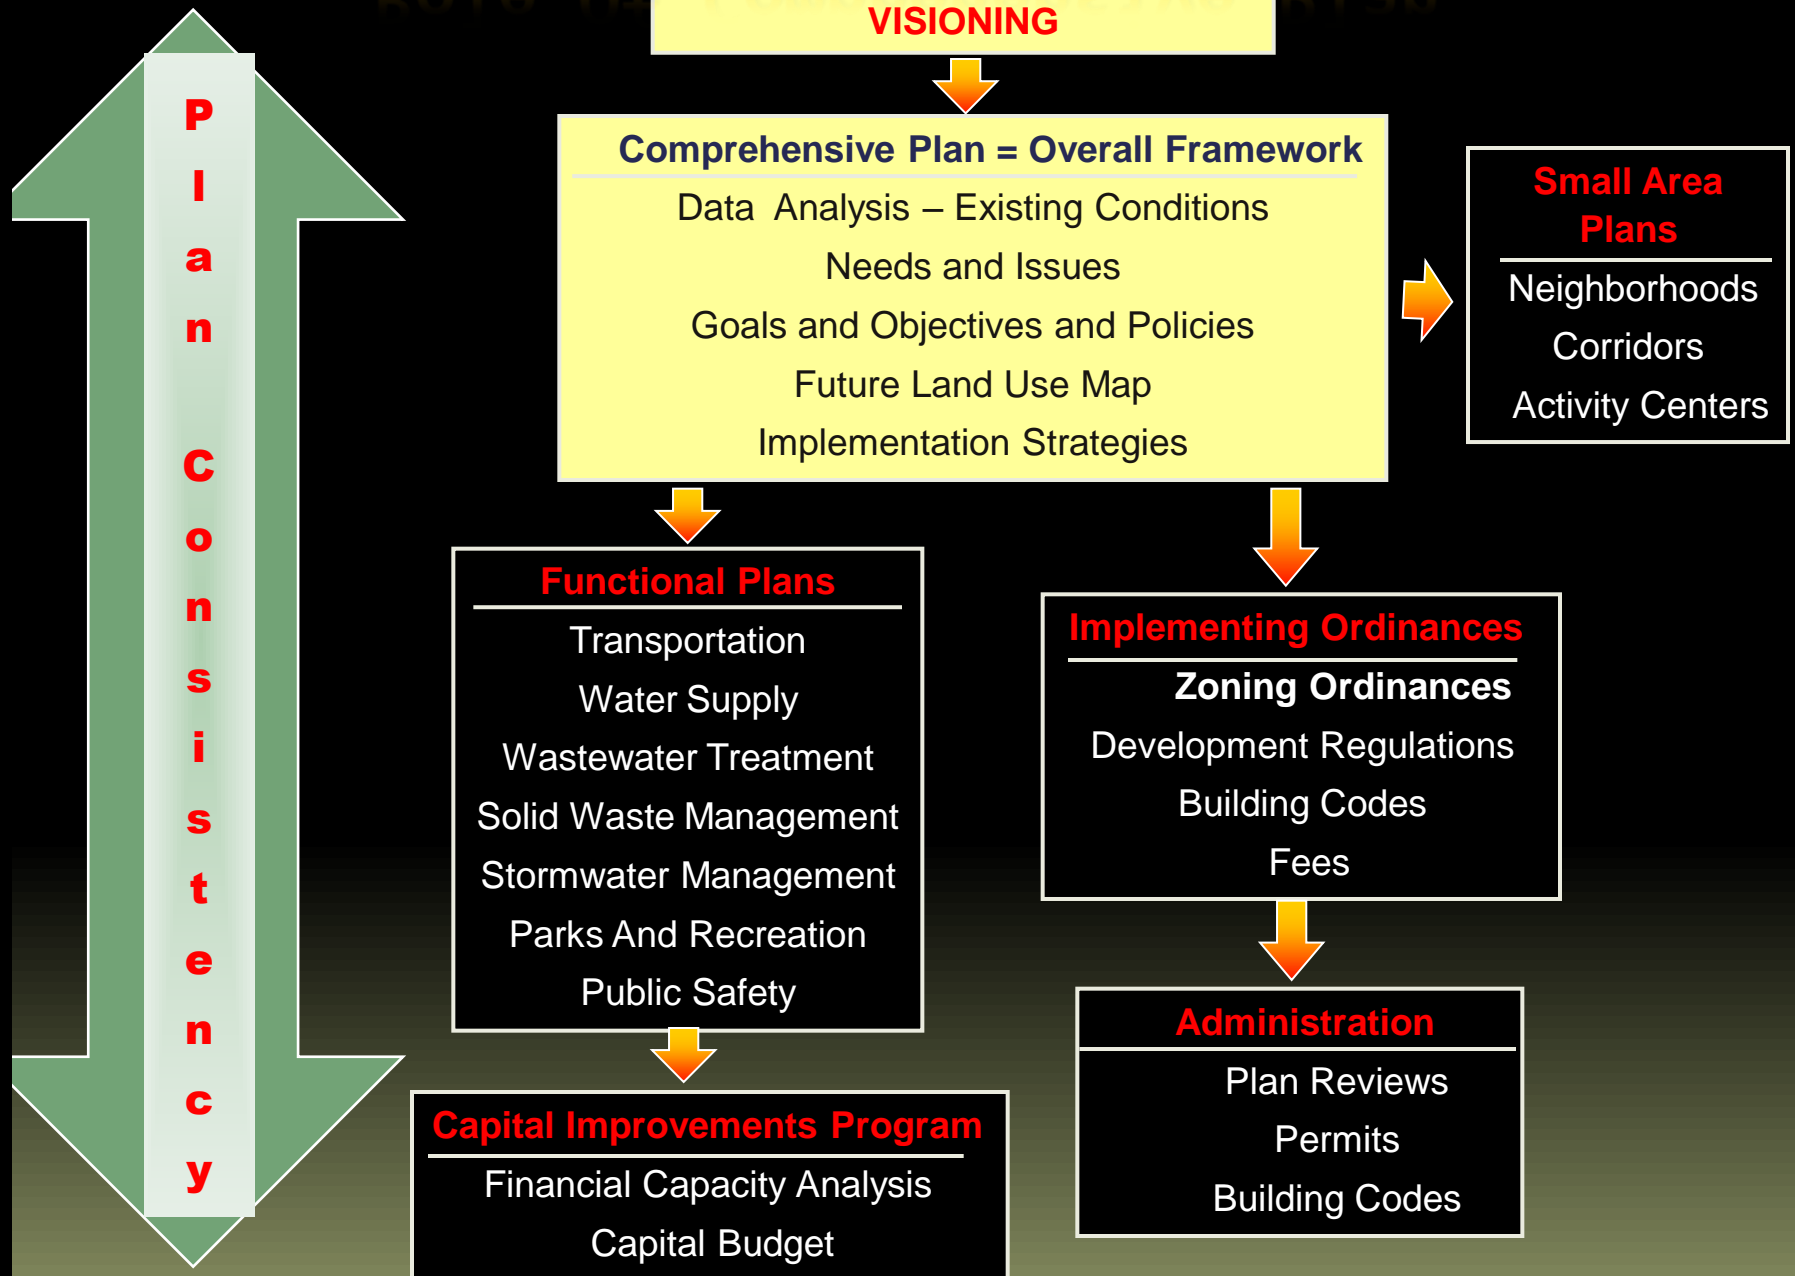 VISIONING
Plan Consistency
Comprehensive Plan = Overall Framework
Data Analysis – Existing Conditions
Needs and Issues
Goals and Objectives and Policies
Future Land Use Map
Implementation Strategies
Small Area
Plans
Neighborhoods
Corridors
Activity Centers
Functional Plans
Transportation
Water Supply
Wastewater Treatment
Solid Waste Management
Stormwater Management
Parks And Recreation
Public Safety
Implementing Ordinances
Zoning Ordinances
Development Regulations
Building Codes
Fees
Administration
Plan Reviews
Permits
Building Codes
Capital Improvements Program
Financial Capacity Analysis
Capital Budget